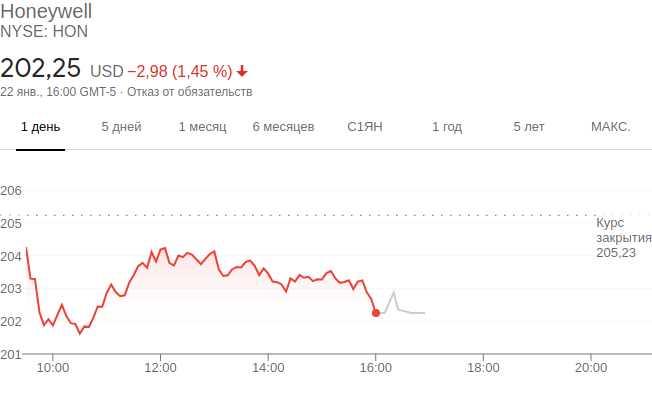 Honeywell
NYSE: HON
202,25 USD −2,98 (1,45 %)
22 янв., 16:00 GMT-5 · Отказ от обязательств
1 день 5 дней 1 месяц 6 месяцев С1ЯН 1 год 5 лет МАКС.
206
205
204
203
202
201
Курс
закрытия
205,23
10:00 12:00 14:00 16:00 18:00 20:00